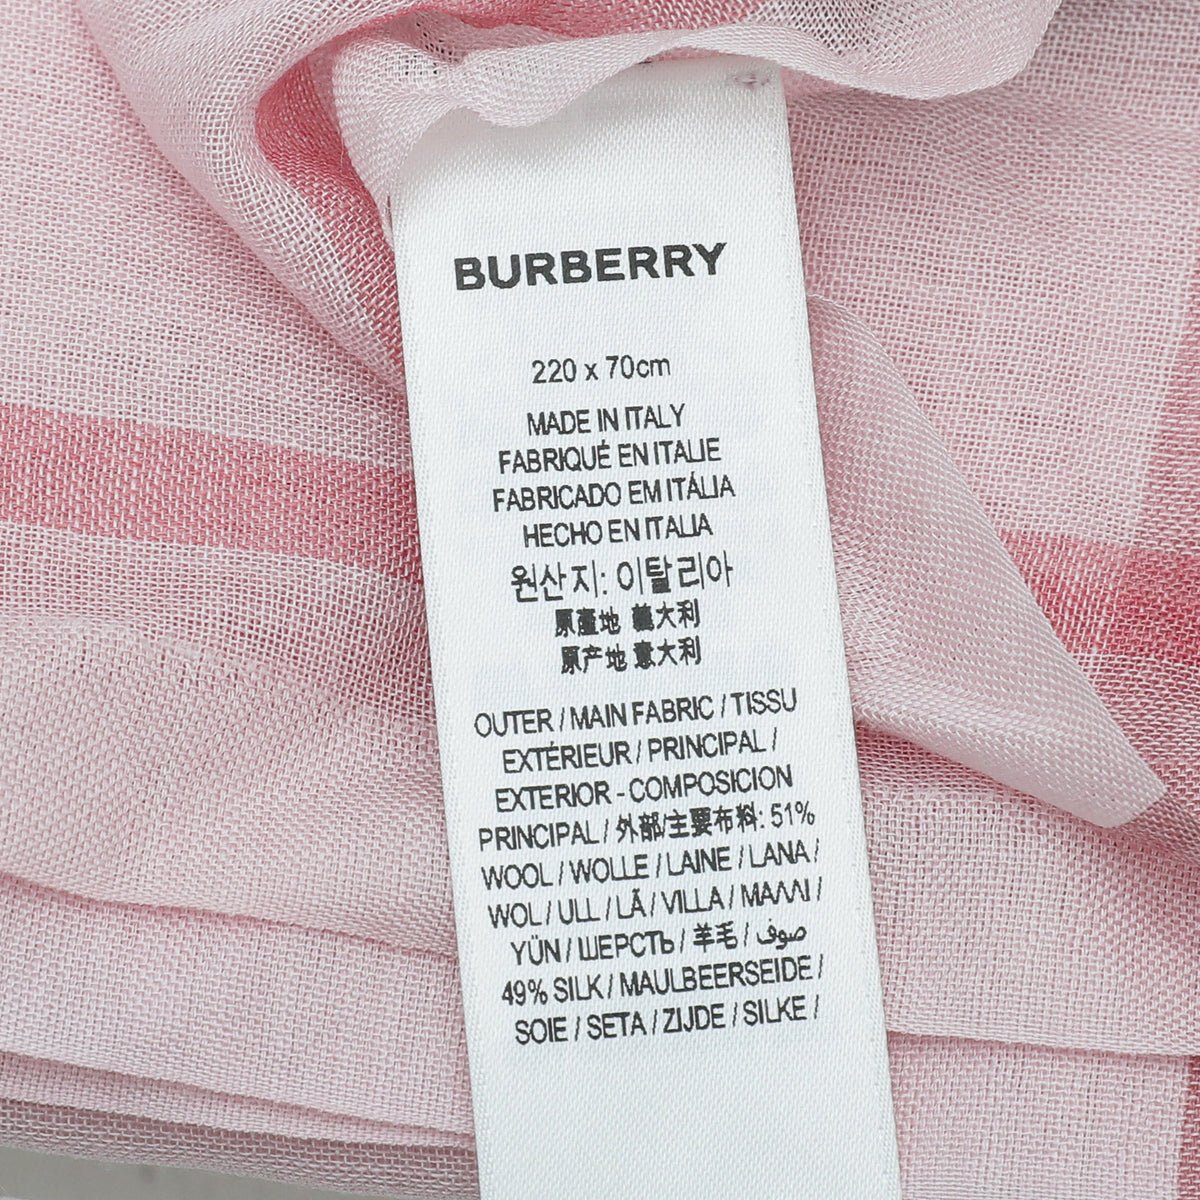 BURBERRY
220 x 70cm
MADE IN ITALY
FABRIQUÉ EN ITALIE
FABRICADO EM ITÁLIA
HECHO EN ITALIA
원산지: 이탈리아
原產地 義大利
原产地 意大利
OUTER / MAIN FABRIC / TISSU
EXTÉRIEUR / PRINCIPAL /
EXTERIOR - COMPOSICION
PRINCIPAL / 外部/主要布料: 51%
WOOL / WOLLE / LAINE / LANA /
WOL / ULL / LÃ / VILLA / ΜΑΛΛΙ /
YÜN / ШЕРСТЬ / 羊毛 / صوف
49% SILK / MAULBEERSEIDE /
SOIE / SETA / ZIJDE / SILKE /